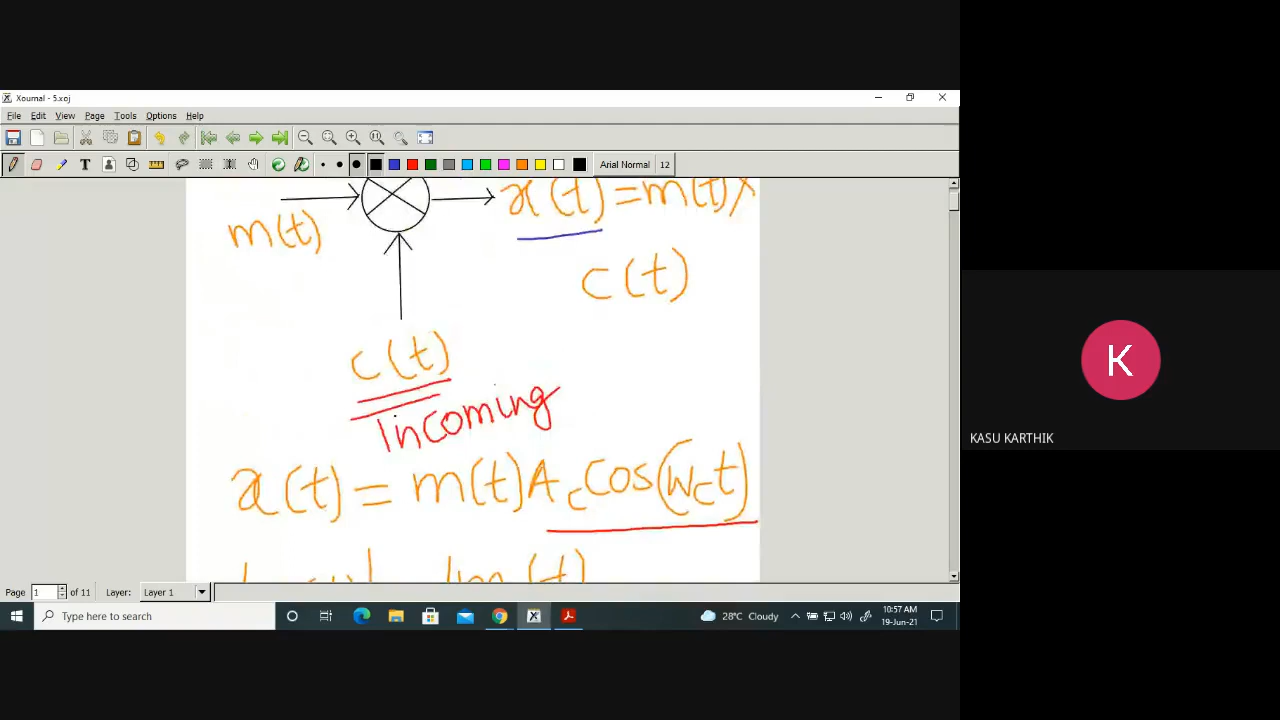 Xournal - 5.xoj
File Edit View Page Tools Options Help
T Arial Normal 12
m(t)
x(t) = m(t) x
c(t)
c(t)
Incoming
x(t) = m(t) A_c cos(w_c t)
m(t)
Page 1 of 11 Layer: Layer 1
Type here to search
28°C Cloudy
10:57 AM
19-Jun-21
K
KASU KARTHIK